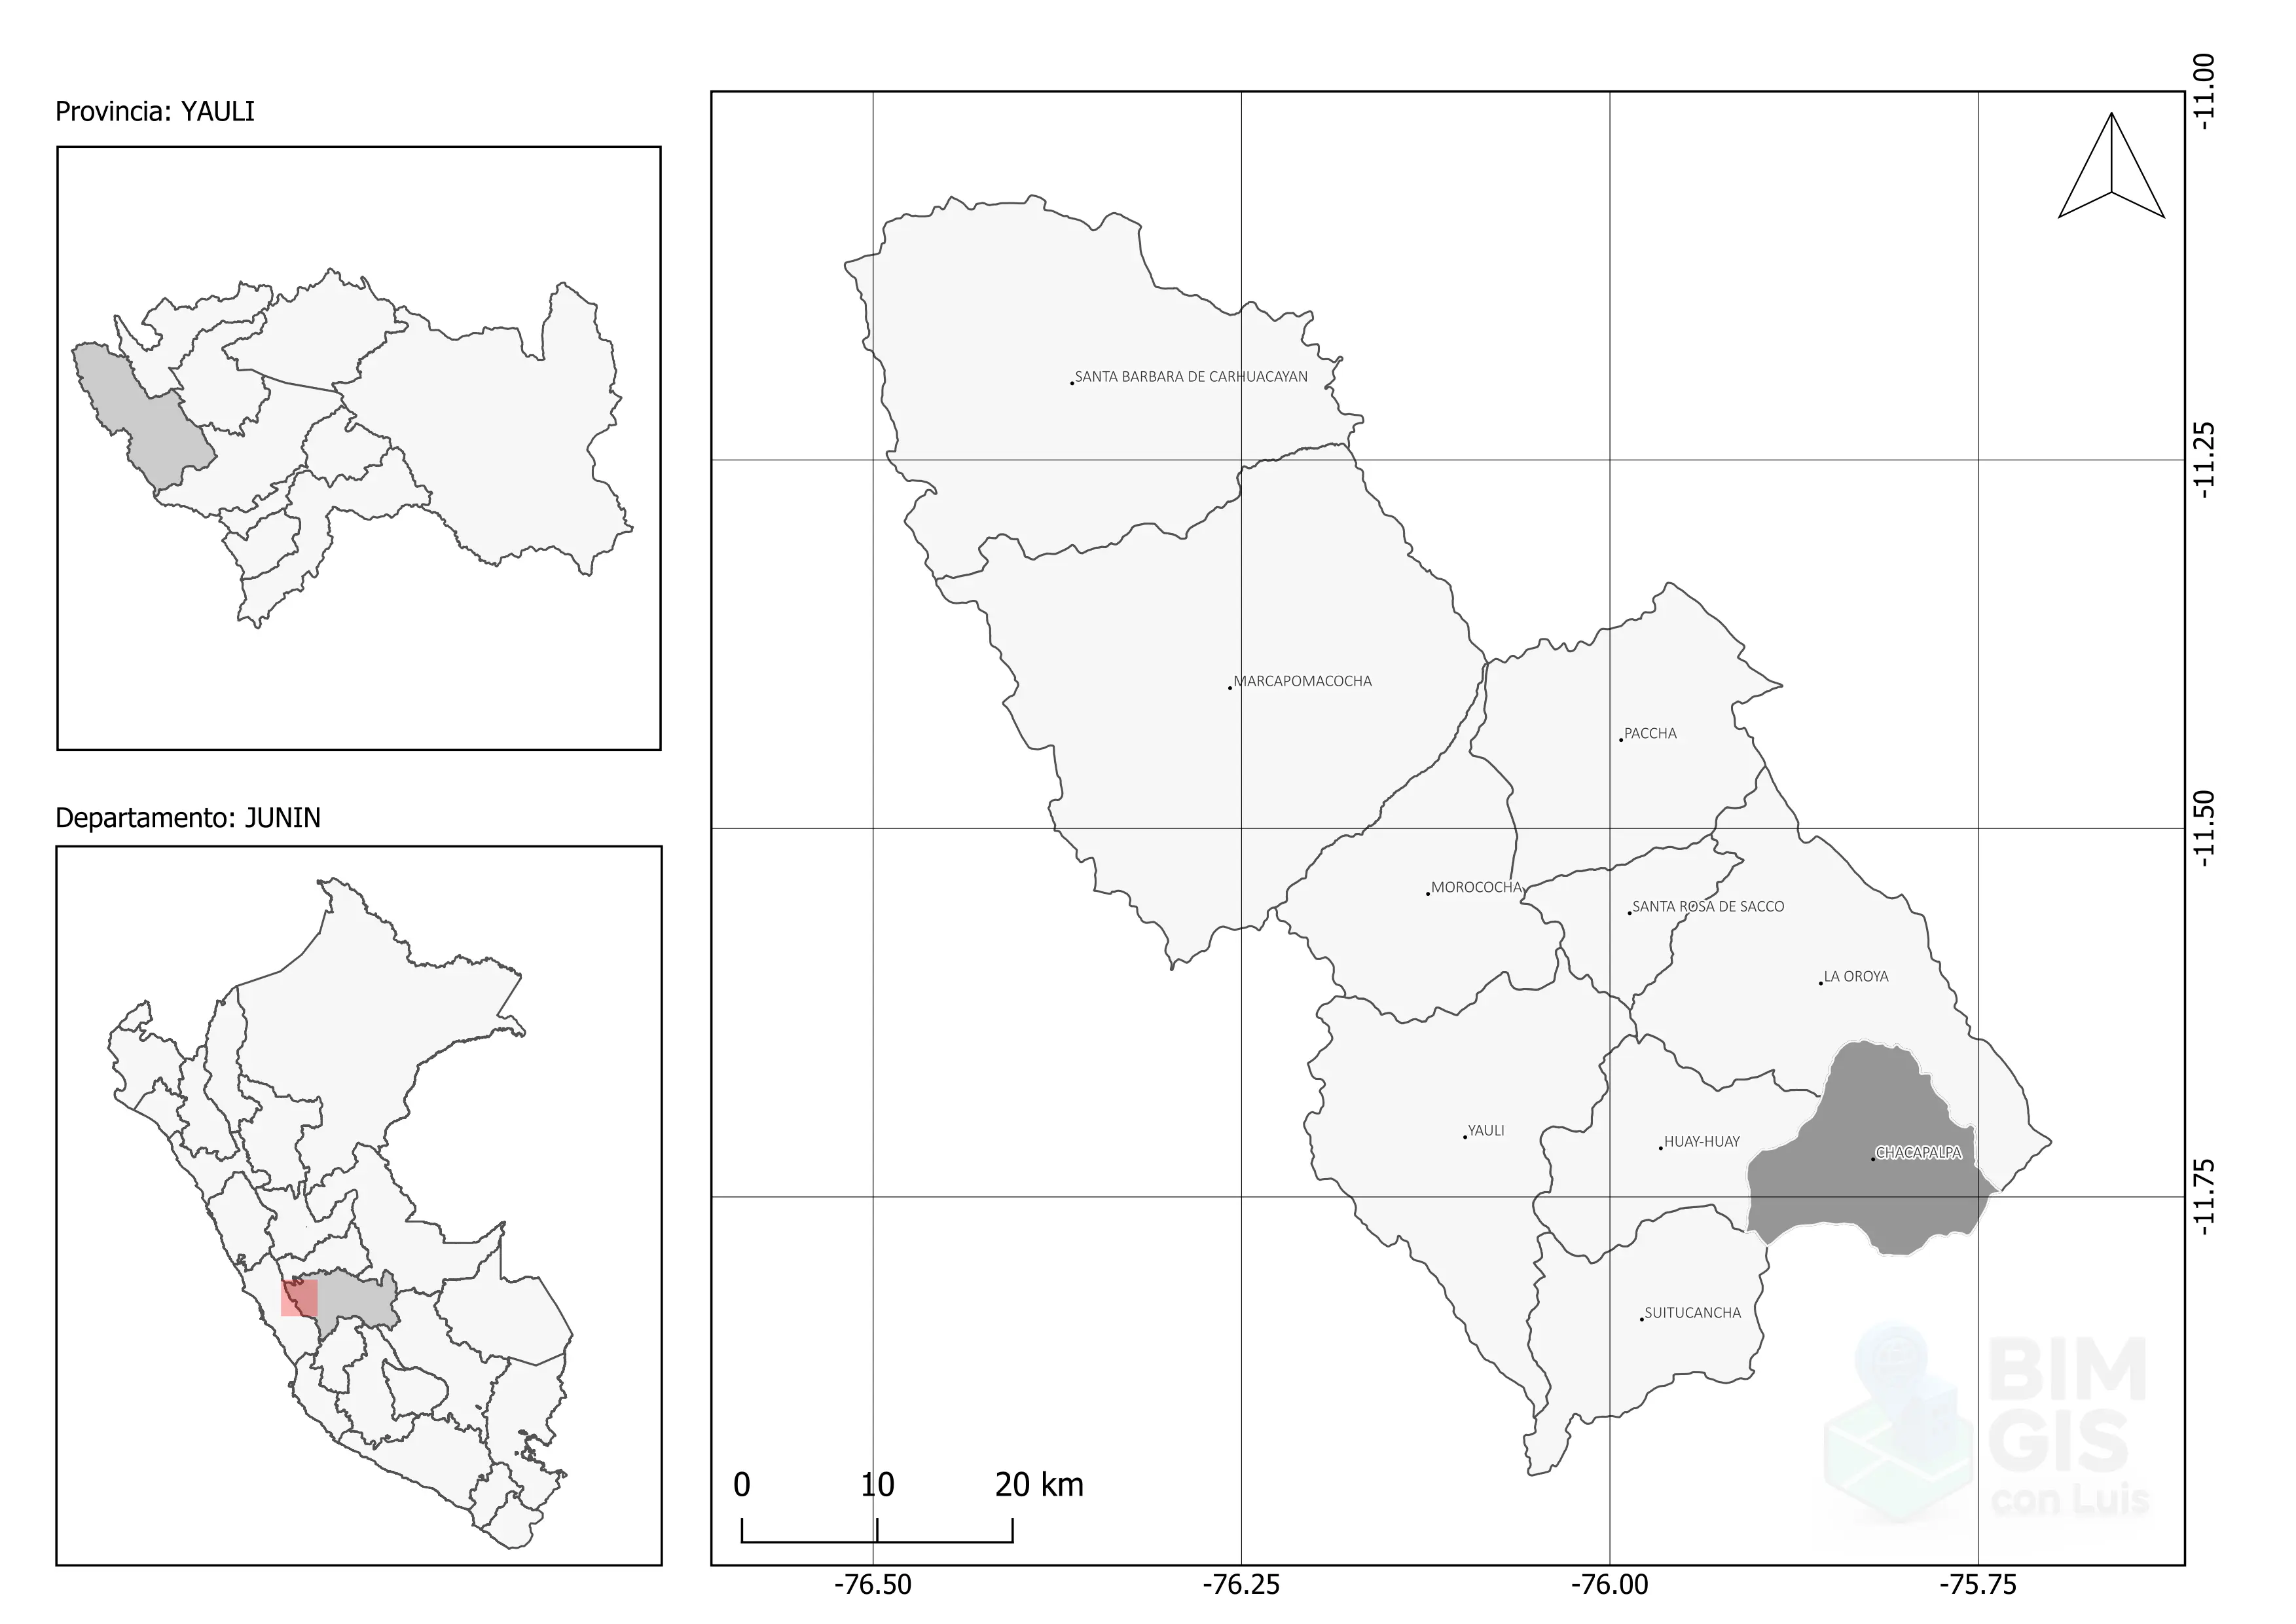 Provincia: YAULI
Departamento: JUNIN
-11.00
-11.25
-11.50
-11.75
SANTA BARBARA DE CARHUACAYAN
MARCAPOMACOCHA
PACCHA
MOROCOCHA
SANTA ROSA DE SACCO
LA OROYA
YAULI
HUAY-HUAY
CHACAPALPA
SUITUCANCHA
BIM
GIS
con Luis
0 10 20 km
-76.50 -76.25 -76.00 -75.75